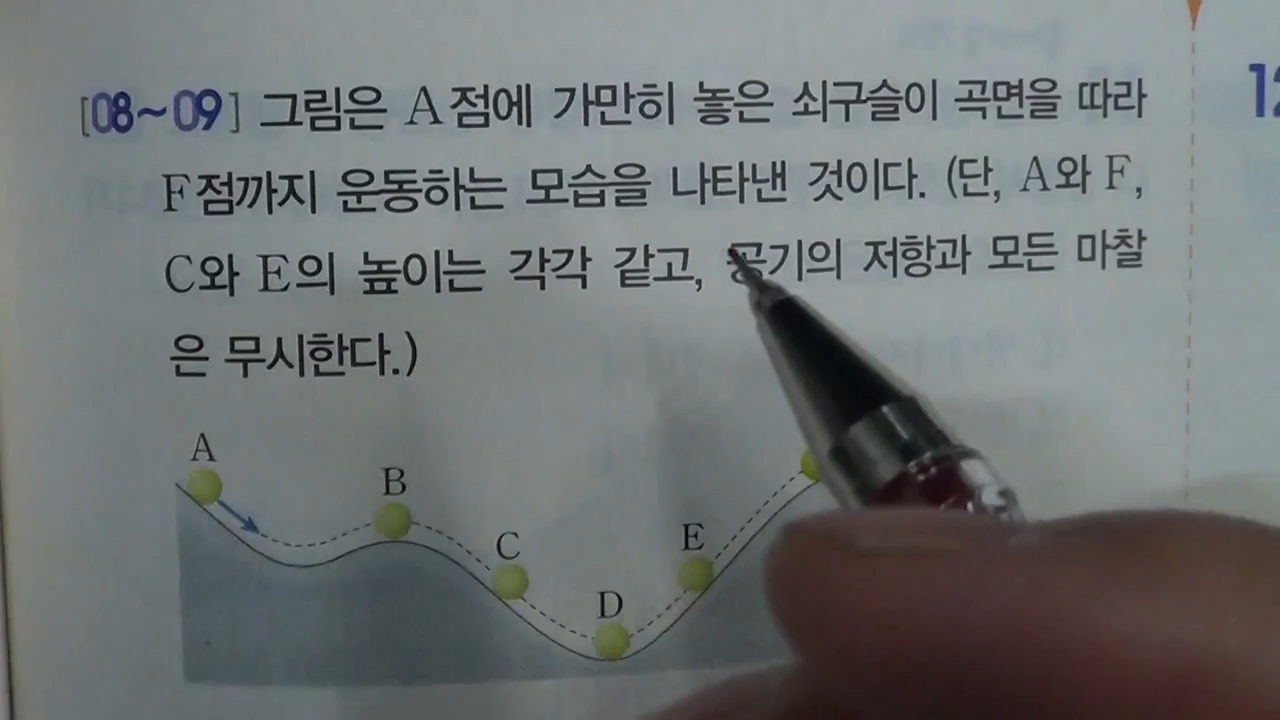 [08~09] 그림은 A점에 가만히 놓은 쇠구슬이 곡면을 따라
F점까지 운동하는 모습을 나타낸 것이다. (단, A와 F,
C와 E의 높이는 각각 같고, 공기의 저항과 모든 마찰
은 무시한다.)
A
B
C
D
E